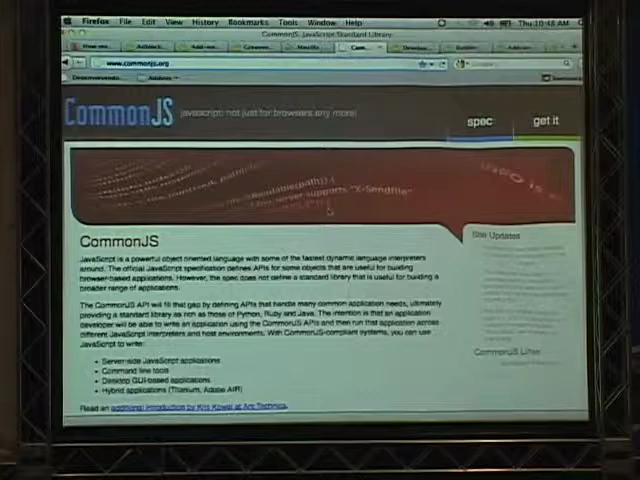 Firefox File Edit View History Bookmarks Tools Window Help Thu 10:48 AM
CommonJS: JavaScript Standard Library
www.commonjs.org
CommonJS javascript: not just for browsers any more! spec get it
"X-Sendfile"
CommonJS
JavaScript is a powerful object oriented language with some of the fastest dynamic language interpreters
around. The official JavaScript specification defines APIs for some objects that are useful for building
browser-based applications. However, the spec does not define a standard library that is useful for building a
broader range of applications.
The CommonJS API will fill that gap by defining APIs that handle many common application needs, ultimately
providing a standard library as rich as those of Python, Ruby and Java. The intention is that an application
developer will be able to write an application using the CommonJS APIs and then run that application across
different JavaScript interpreters and host environments. With CommonJS-compliant systems, you can use
JavaScript to write:
• Server-side JavaScript applications
• Command line tools
• Desktop GUI-based applications
• Hybrid applications (Titanium, Adobe AIR)
Read an additional introduction by Kris Kowal at Ars Technica.
Site Updates
CommonJS Lists